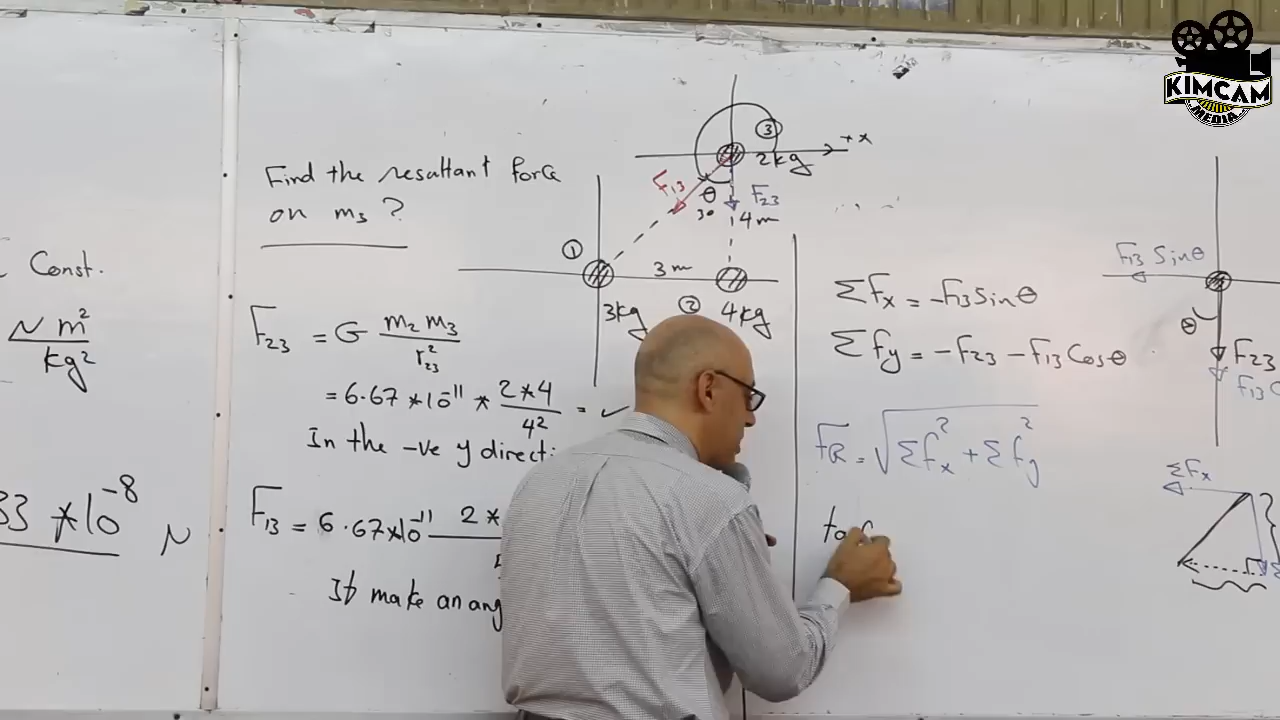 KIMCAM
MEDIA
Const.
N m²
kg²
33 * 10⁻⁸ N
Find the resultant force
on m₃ ?
F₂₃ = G m₂ m₃
r²₂₃
= 6.67 * 10⁻¹¹ * 2 * 4
4² = ✓
In the -ve y direct
F₁₃ = 6.67 * 10⁻¹¹ 2 *
It make an ang
③
+x
2kg
F₁₃
θ
30
F₂₃
4m
①
3m
3kg
②
4kg
Σfx = -F₁₃ Sinθ
Σfy = -F₂₃ - F₁₃ Cosθ
FR = √Σfx² + Σfy²
F₁₃ Sinθ
θ
F₂₃
F₁₃ C
ΣFx